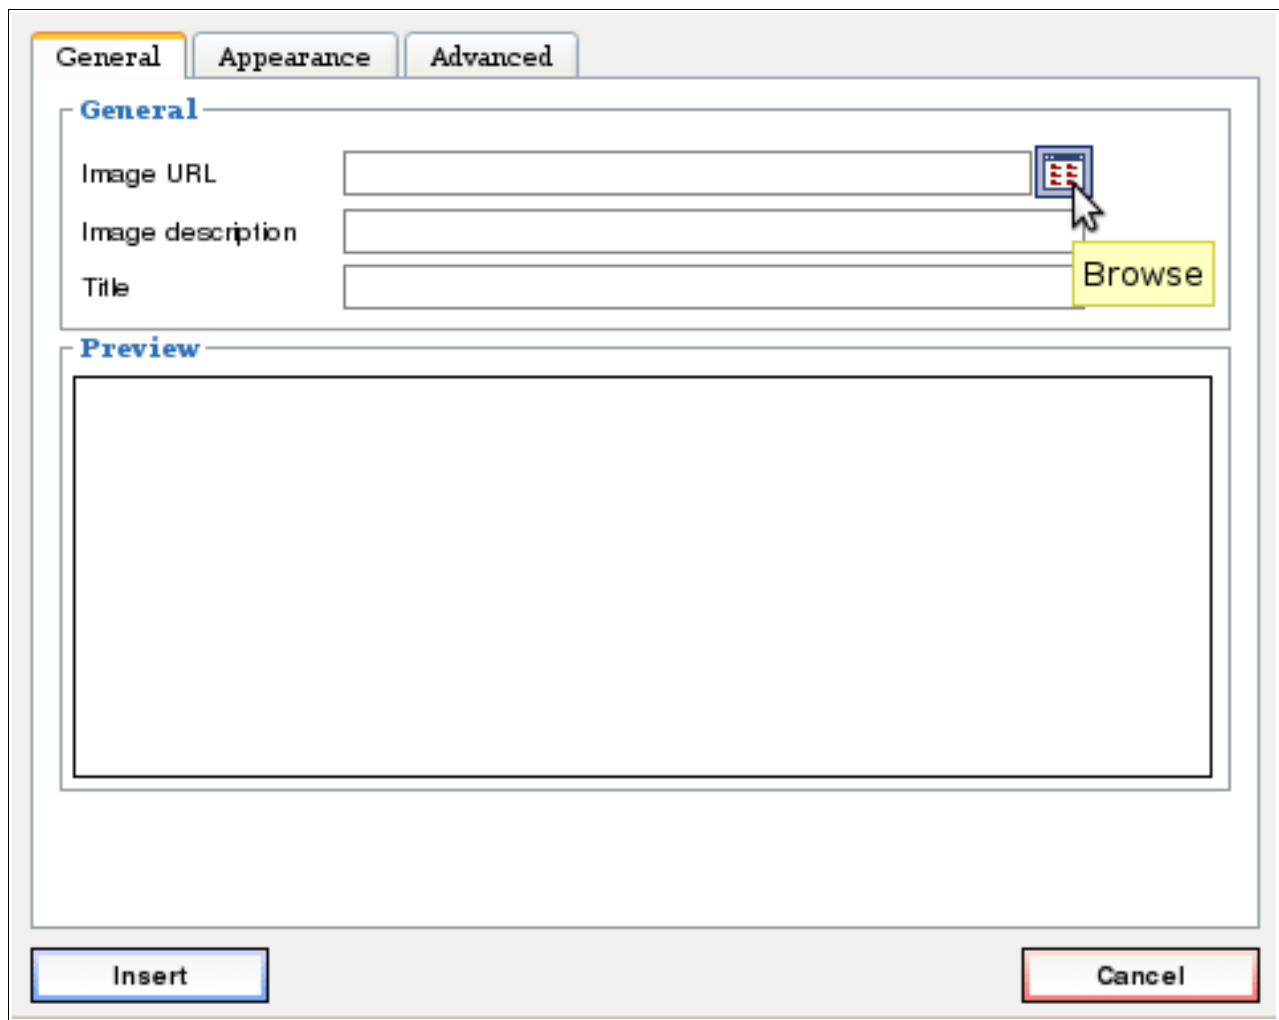 General Appearance Advanced
General
Image URL
Image description
Browse
Title
Preview
Insert Cancel